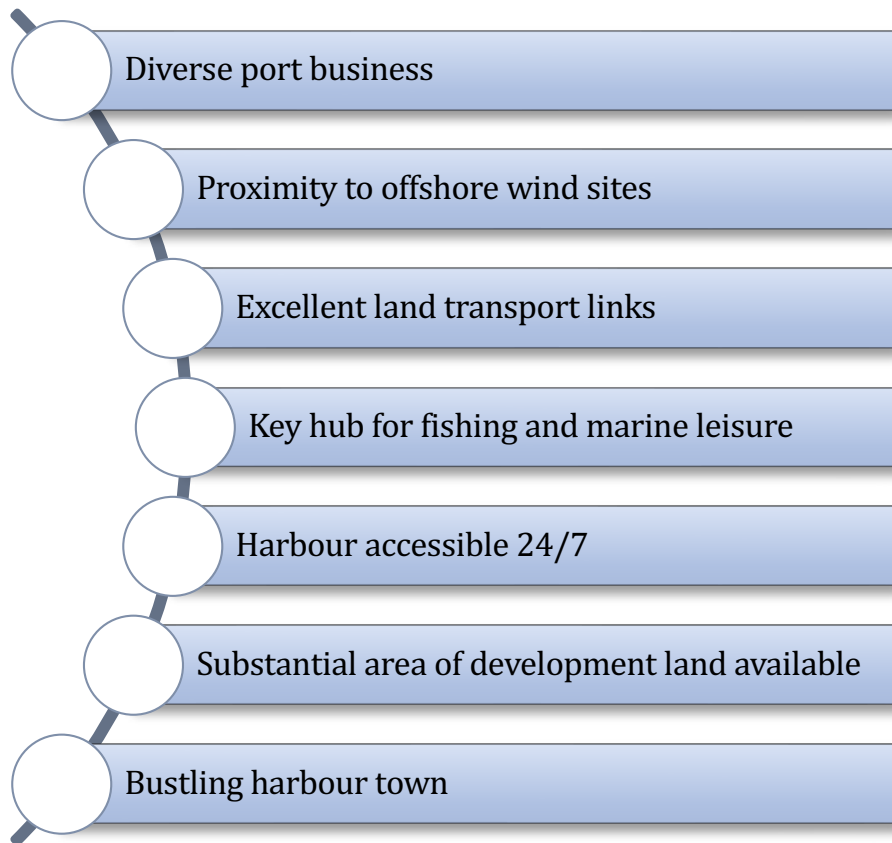 Diverse port business
Proximity to offshore wind sites
Excellent land transport links
Key hub for fishing and marine leisure
Harbour accessible 24/7
Substantial area of development land available
Bustling harbour town